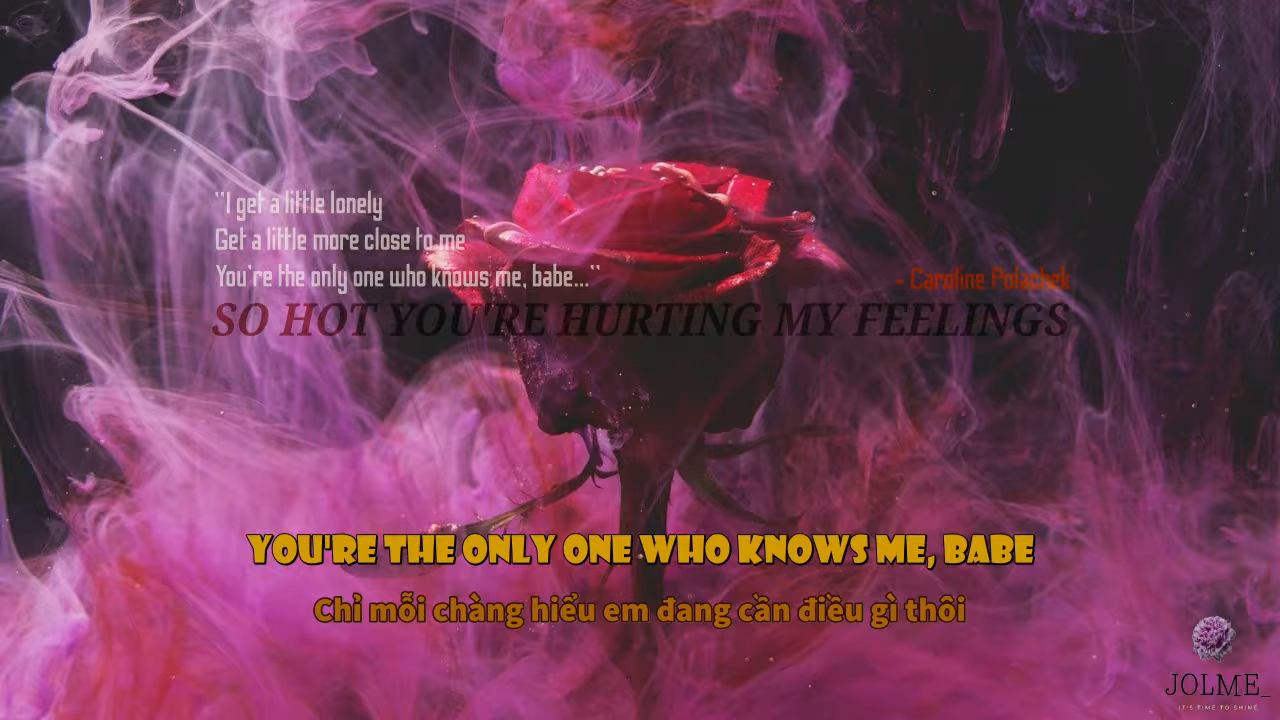 "I get a little lonely
Get a little more close to me
You're the only one who knows me, babe..."
- Caroline Polachek
SO HOT YOU'RE HURTING MY FEELINGS
YOU'RE THE ONLY ONE WHO KNOWS ME, BABE
Chỉ mỗi chàng hiểu em đang cần điều gì thôi
JOLME_
IT'S TIME TO SHINE